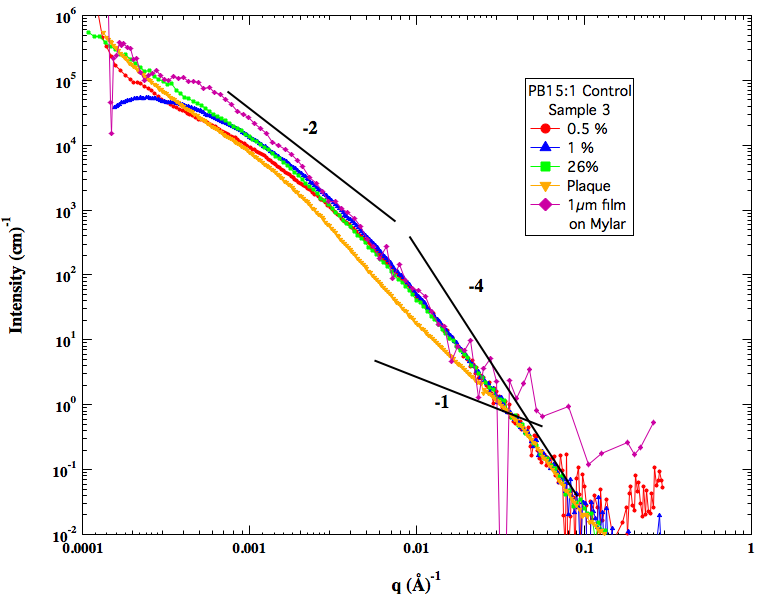 10^6
10^5
10^4
10^3
10^2
10^1
10^0
10^-1
10^-2
Intensity (cm)^-1
0.0001
0.001
0.01
0.1
1
q (Å)^-1
-2
-4
-1
PB15:1 Control
Sample 3
0.5 %
1 %
26%
Plaque
1µm film
on Mylar